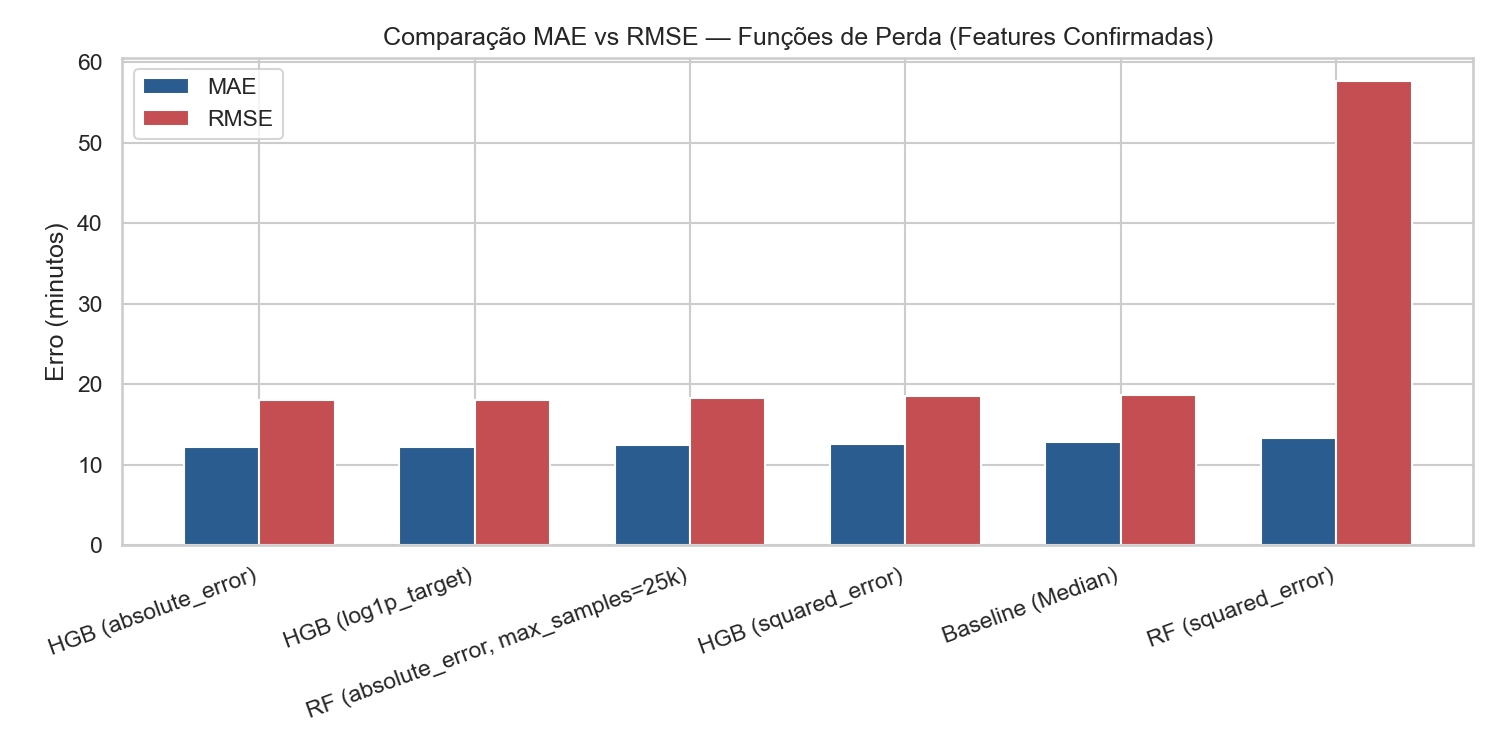 Comparação MAE vs RMSE — Funções de Perda (Features Confirmadas)
MAE
RMSE
Erro (minutos)
60
50
40
30
20
10
0
HGB (absolute_error)
HGB (log1p_target)
RF (absolute_error, max_samples=25k)
HGB (squared_error)
Baseline (Median)
RF (squared_error)